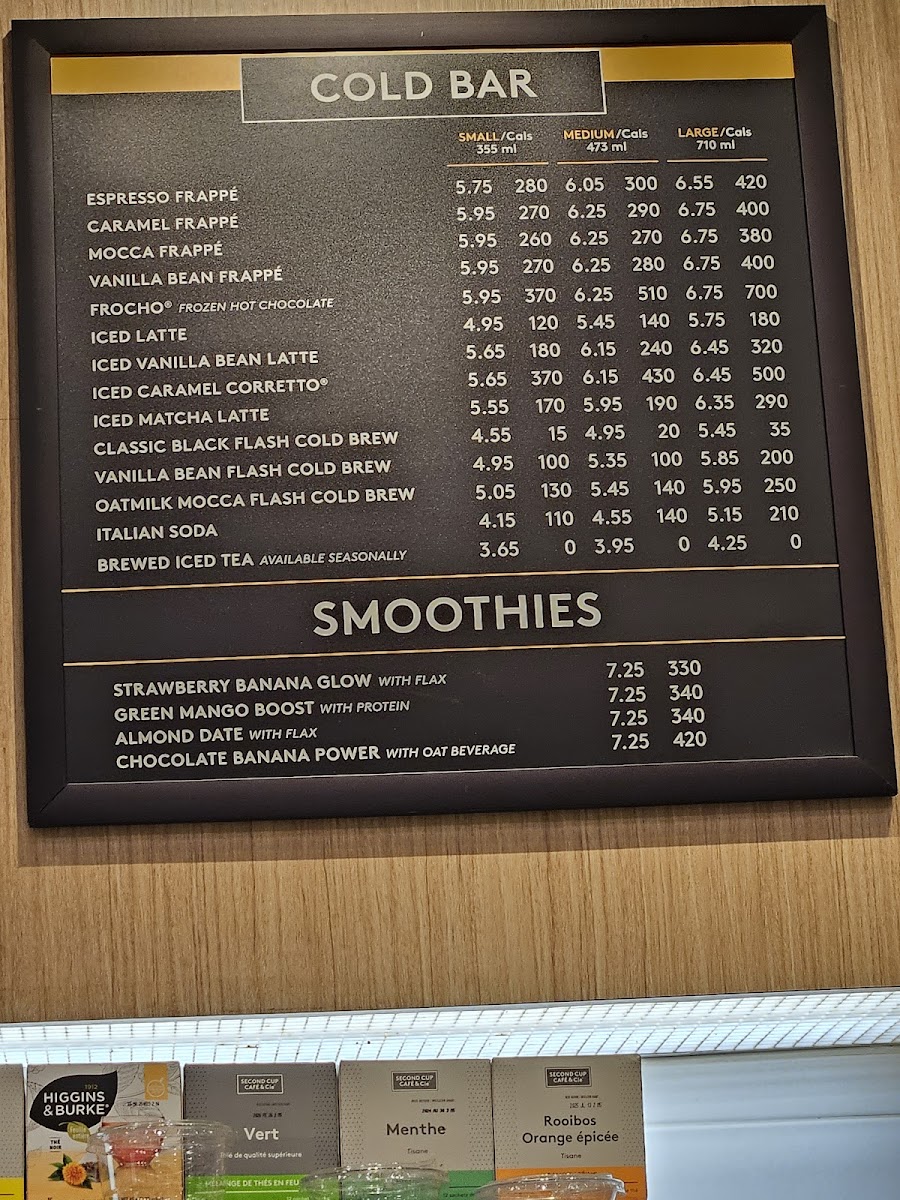 COLD BAR
SMALL/Cals MEDIUM/Cals LARGE/Cals
355 ml 473 ml 710 ml
ESPRESSO FRAPPÉ 5.75 280 6.05 300 6.55 420
CARAMEL FRAPPÉ 5.95 270 6.25 290 6.75 400
MOCCA FRAPPÉ 5.95 260 6.25 270 6.75 380
VANILLA BEAN FRAPPÉ 5.95 270 6.25 280 6.75 400
FROCHO® FROZEN HOT CHOCOLATE 5.95 370 6.25 510 6.75 700
ICED LATTE 4.95 120 5.45 140 5.75 180
ICED VANILLA BEAN LATTE 5.65 180 6.15 240 6.45 320
ICED CARAMEL CORRETTO® 5.65 370 6.15 430 6.45 500
ICED MATCHA LATTE 5.55 170 5.95 190 6.35 290
CLASSIC BLACK FLASH COLD BREW 4.55 15 4.95 20 5.45 35
VANILLA BEAN FLASH COLD BREW 4.95 100 5.35 100 5.85 200
OATMILK MOCCA FLASH COLD BREW 5.05 130 5.45 140 5.95 250
ITALIAN SODA 4.15 110 4.55 140 5.15 210
BREWED ICED TEA AVAILABLE SEASONALLY 3.65 0 3.95 0 4.25 0
SMOOTHIES
STRAWBERRY BANANA GLOW WITH FLAX 7.25 330
GREEN MANGO BOOST WITH PROTEIN 7.25 340
ALMOND DATE WITH FLAX 7.25 340
CHOCOLATE BANANA POWER WITH OAT BEVERAGE 7.25 420
1912
HIGGINS
& BURKE
THÉ
NOIR
SECOND CUP
CAFÉ & Cie
Vert
Thé de qualité supérieure
MÉLANGE DE THÉS EN FEU
SECOND CUP
CAFÉ & Cie
Menthe
Tisane
SECOND CUP
CAFÉ & Cie
Rooibos
Orange épicée
Tisane